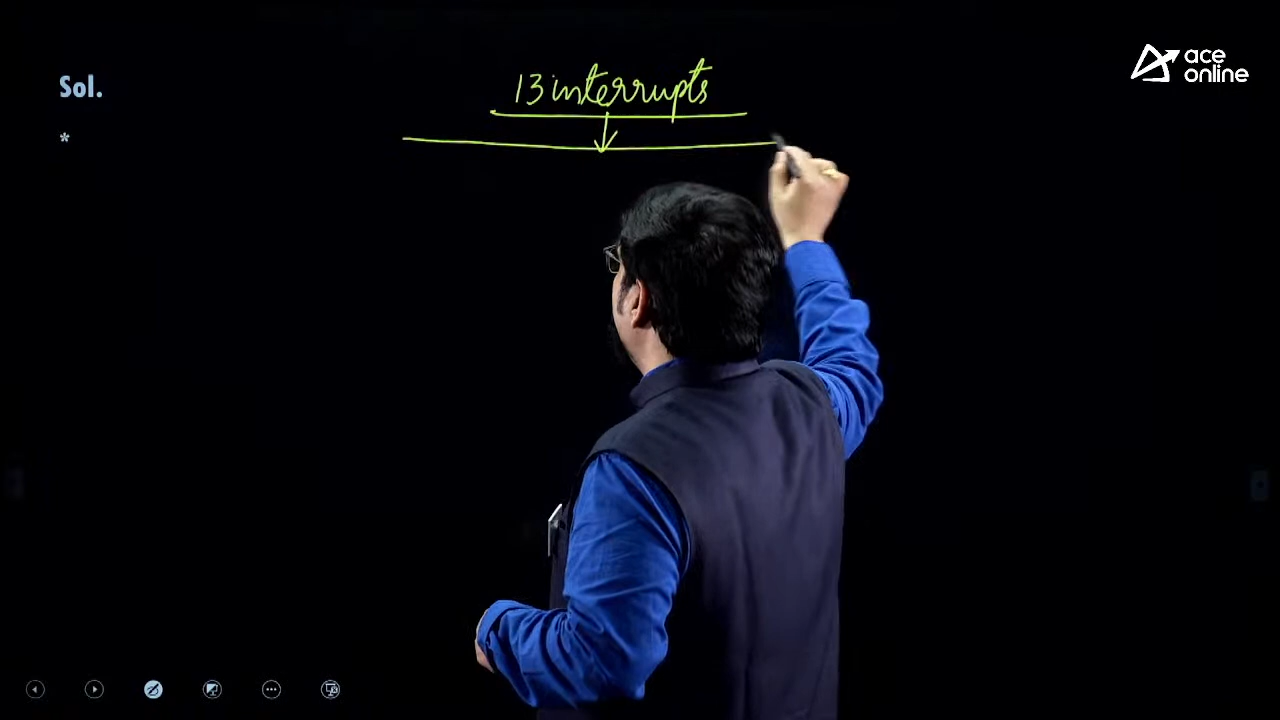 Sol.
13 interrupts
ace
online
*